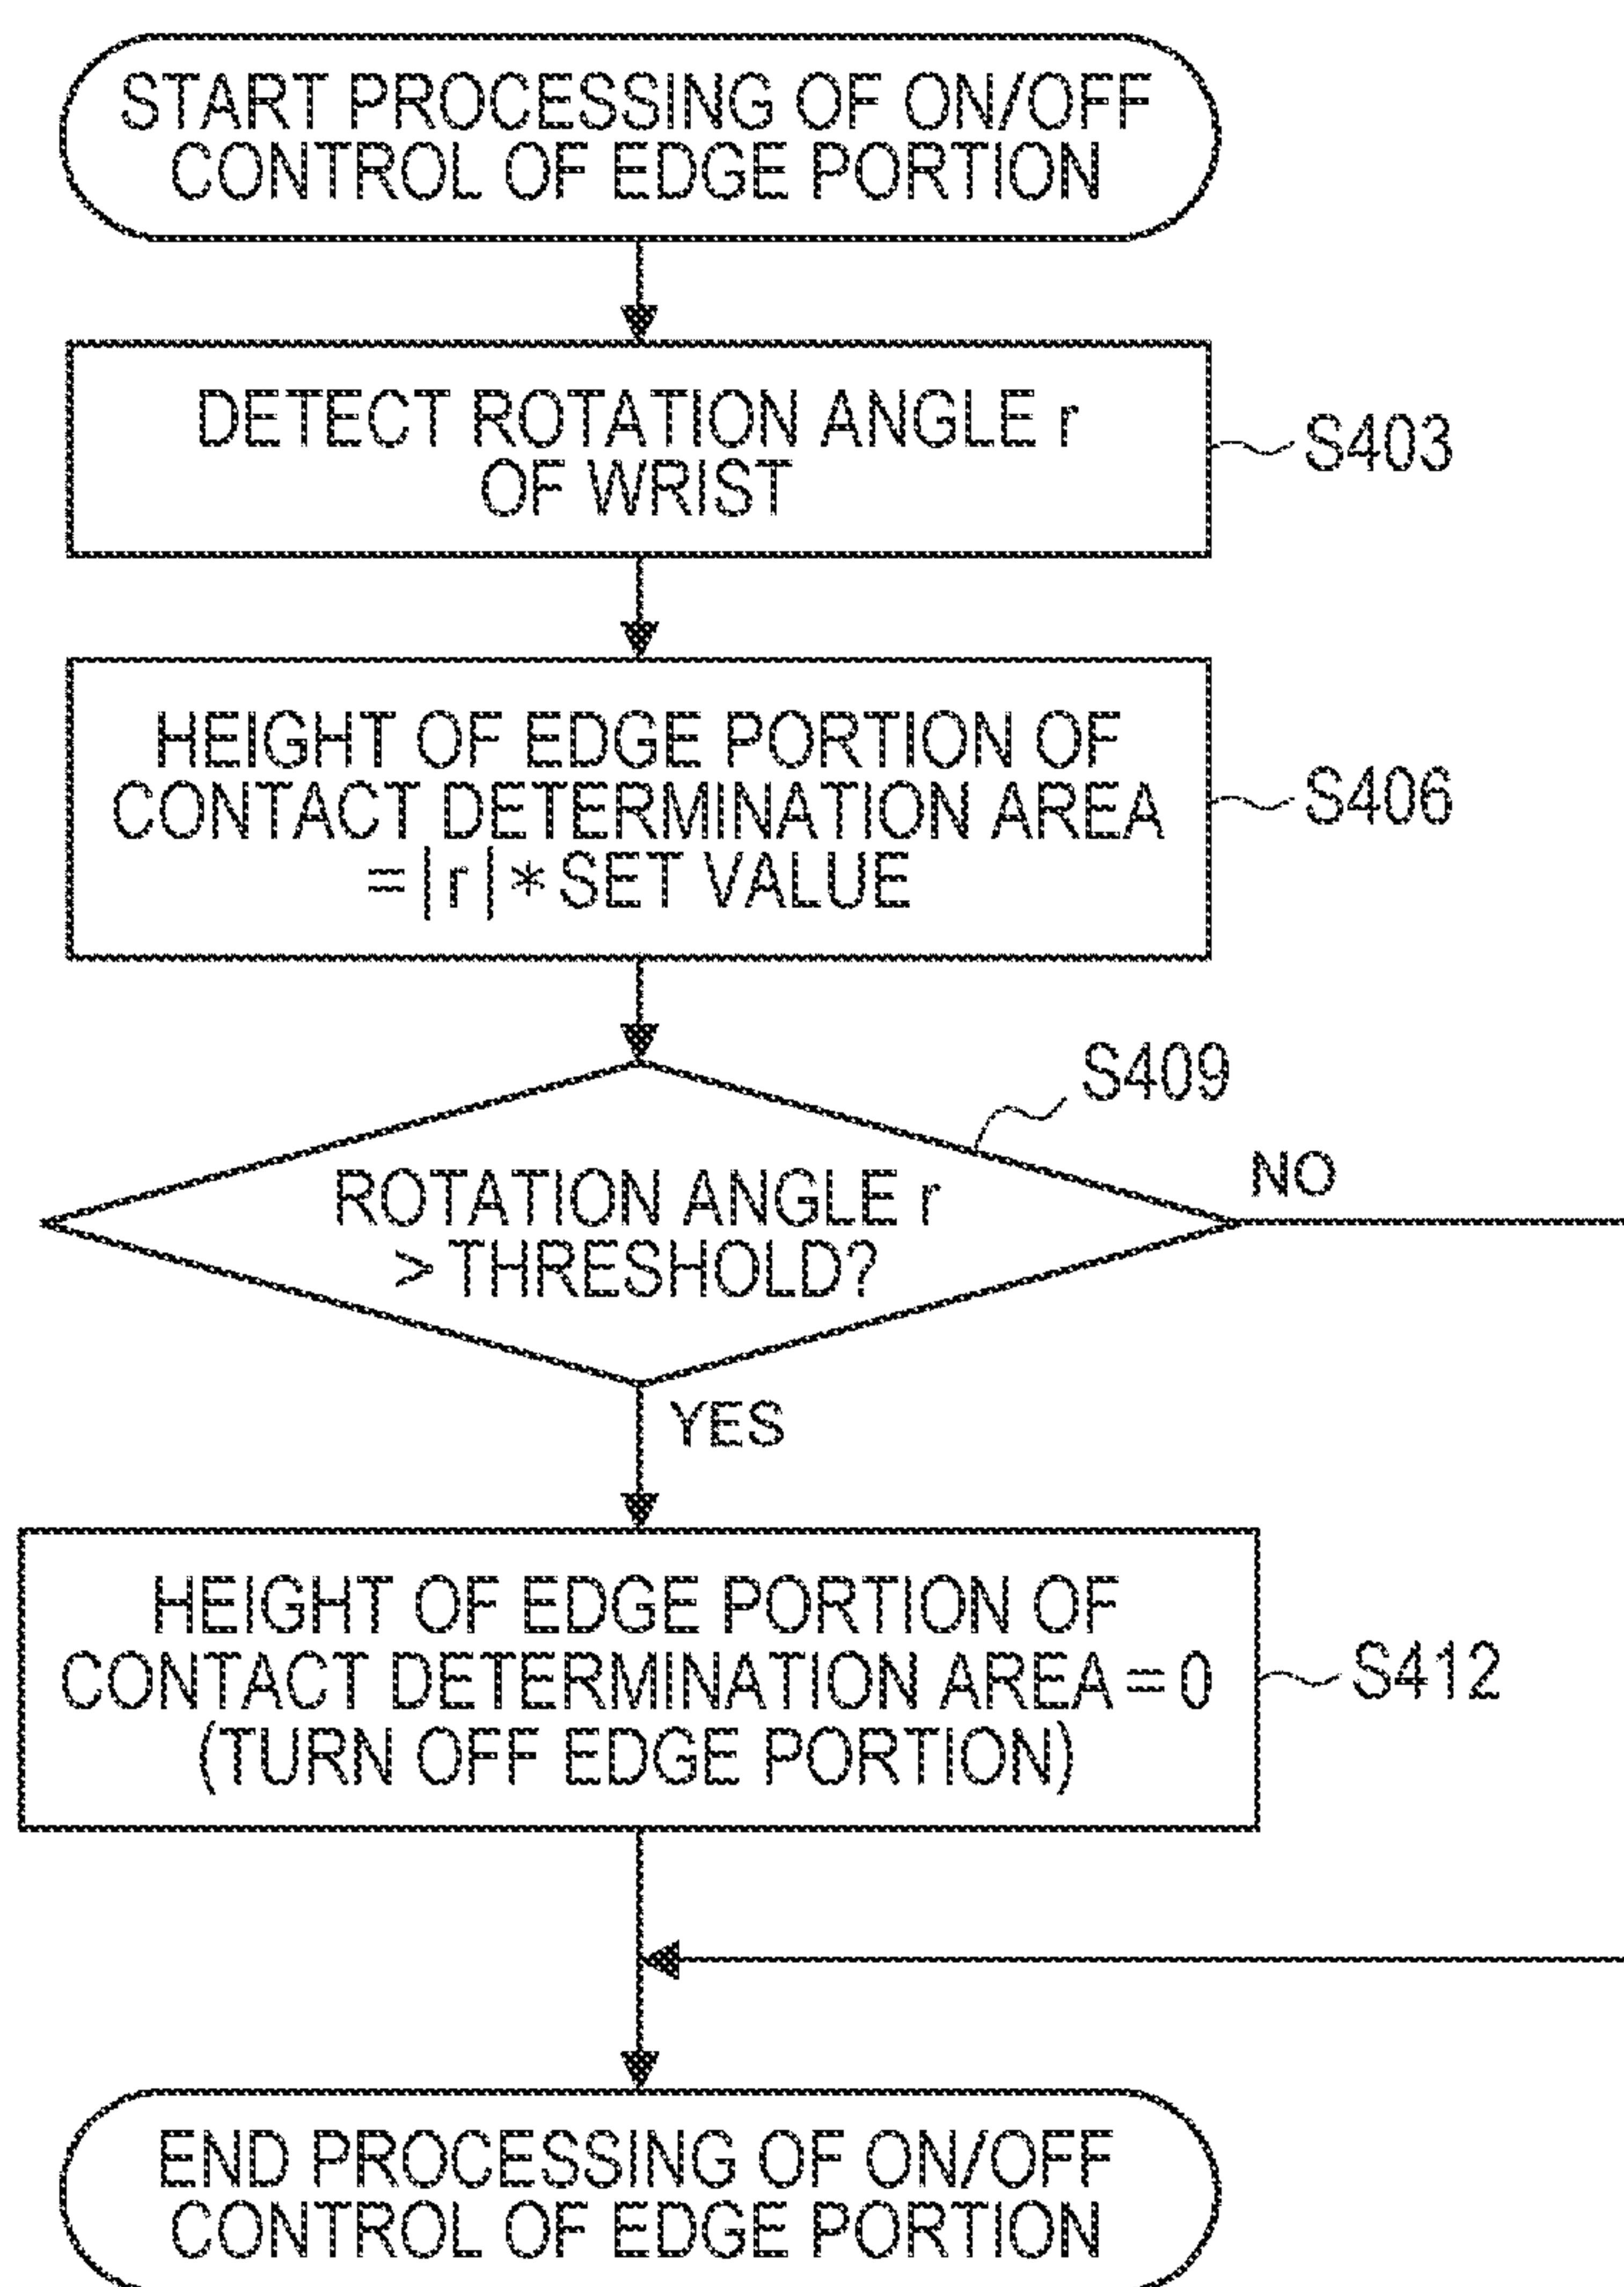 START PROCESSING OF ON/OFF
CONTROL OF EDGE PORTION
DETECT ROTATION ANGLE r
OF WRIST
S403
HEIGHT OF EDGE PORTION OF
CONTACT DETERMINATION AREA
=|r|*SET VALUE
S406
S409
ROTATION ANGLE r
> THRESHOLD?
NO
YES
HEIGHT OF EDGE PORTION OF
CONTACT DETERMINATION AREA=0
(TURN OFF EDGE PORTION)
S412
END PROCESSING OF ON/OFF
CONTROL OF EDGE PORTION